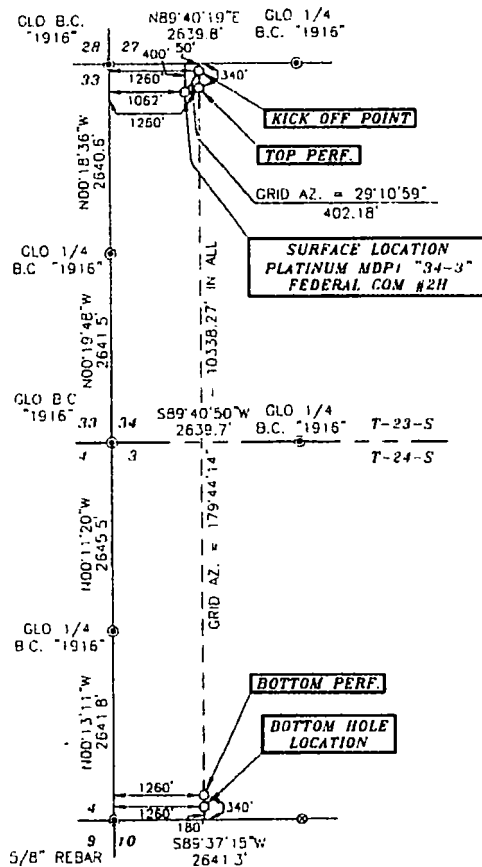 GLO B.C.
"1916"
N89°40'19"E
2639.8'
GLO 1/4
B.C. "1916"
28 27
33
400'
50'
340'
1260'
1062'
1260'
KICK OFF POINT
TOP PERF.
GRID AZ. = 29°10'59"
402.18'
N00°18'36"W
2640.6'
SURFACE LOCATION
PLATINUM MDP1 "34-3"
FEDERAL COM #2H
GLO 1/4
B.C. "1916"
N00°19'48"W
2641.5'
GRID AZ. = 179°44'14" - 10338.27' IN ALL
GLO B.C
"1916"
33 34
4 3
S89°40'50"W
2639.7'
GLO 1/4
B.C. "1916"
T-23-S
T-24-S
N00°11'20"W
2645.5'
GLO 1/4
B.C. "1916"
N00°13'11"W
2641.8'
BOTTOM PERF.
BOTTOM HOLE
LOCATION
1260'
1260'
340'
180'
4
9 10
5/8" REBAR
S89°37'15"W
2641.3'